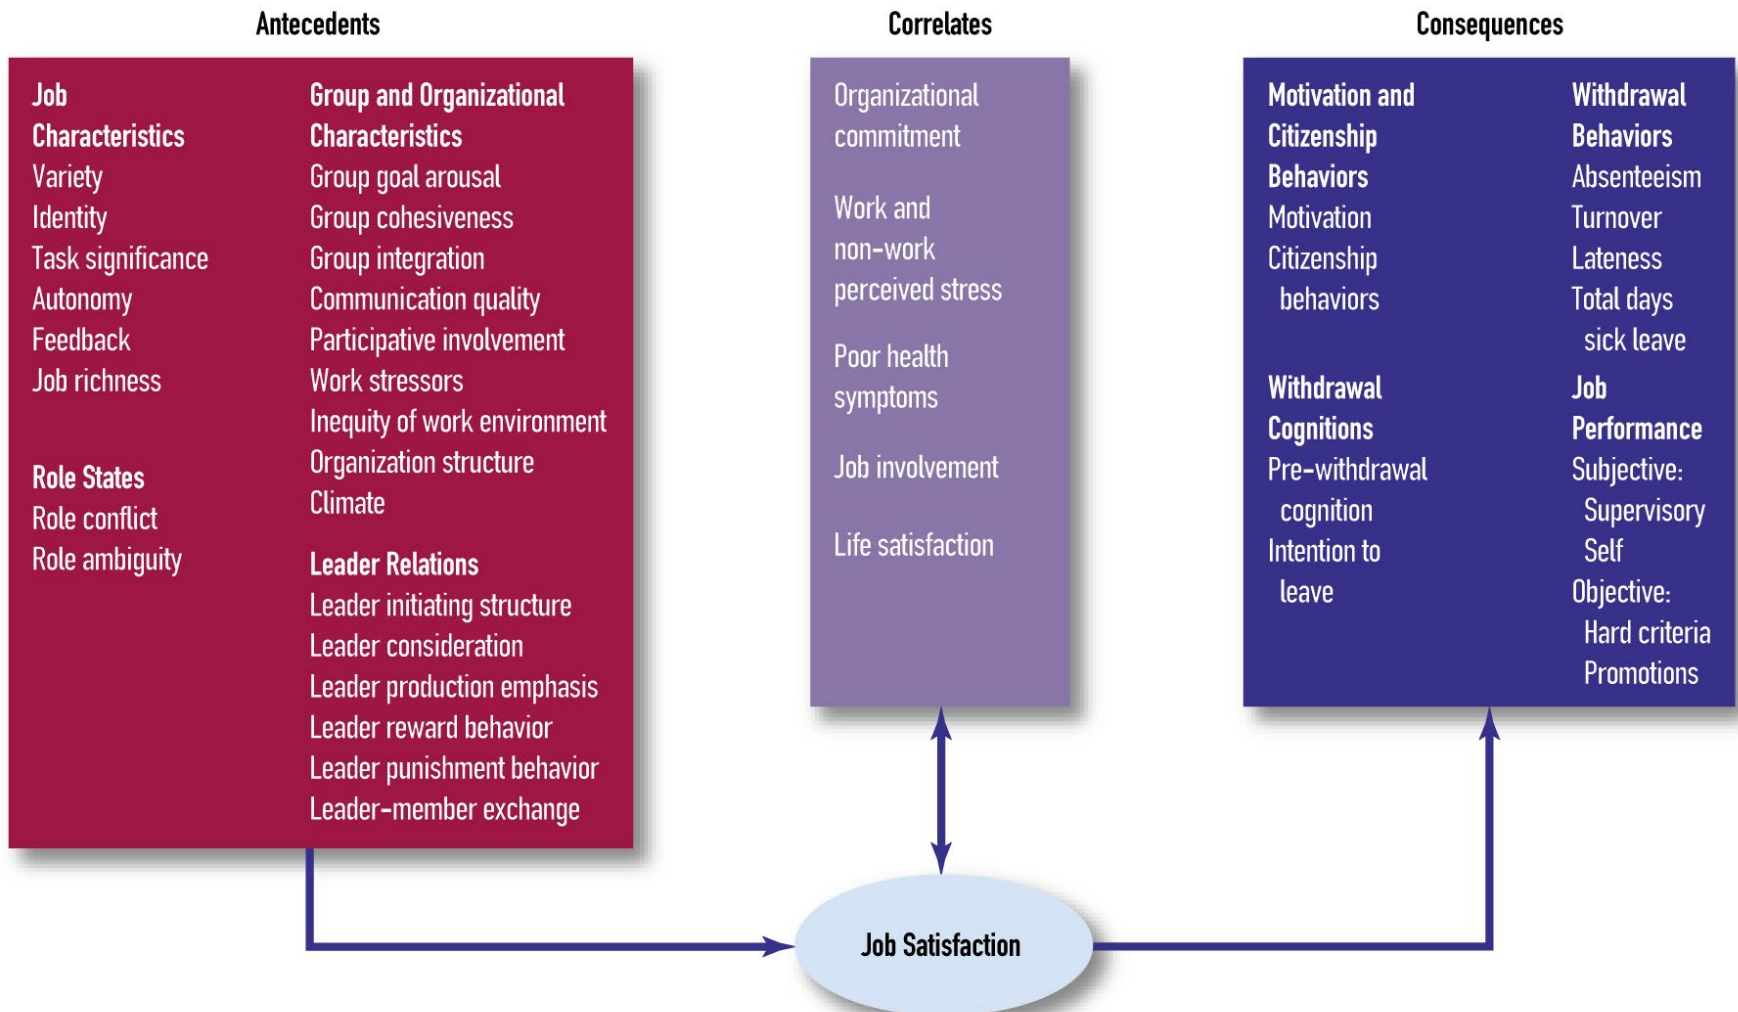 Antecedents
Job
Characteristics
Variety
Identity
Task significance
Autonomy
Feedback
Job richness
Role States
Role conflict
Role ambiguity
Group and Organizational
Characteristics
Group goal arousal
Group cohesiveness
Group integration
Communication quality
Participative involvement
Work stressors
Inequity of work environment
Organization structure
Climate
Leader Relations
Leader initiating structure
Leader consideration
Leader production emphasis
Leader reward behavior
Leader punishment behavior
Leader-member exchange
Correlates
Organizational
commitment
Work and
non-work
perceived stress
Poor health
symptoms
Job involvement
Life satisfaction
Consequences
Motivation and
Citizenship
Behaviors
Motivation
Citizenship
behaviors
Withdrawal
Cognitions
Pre-withdrawal
cognition
Intention to
leave
Withdrawal
Behaviors
Absenteeism
Turnover
Lateness
Total days
sick leave
Job
Performance
Subjective:
Supervisory
Self
Objective:
Hard criteria
Promotions
Job Satisfaction